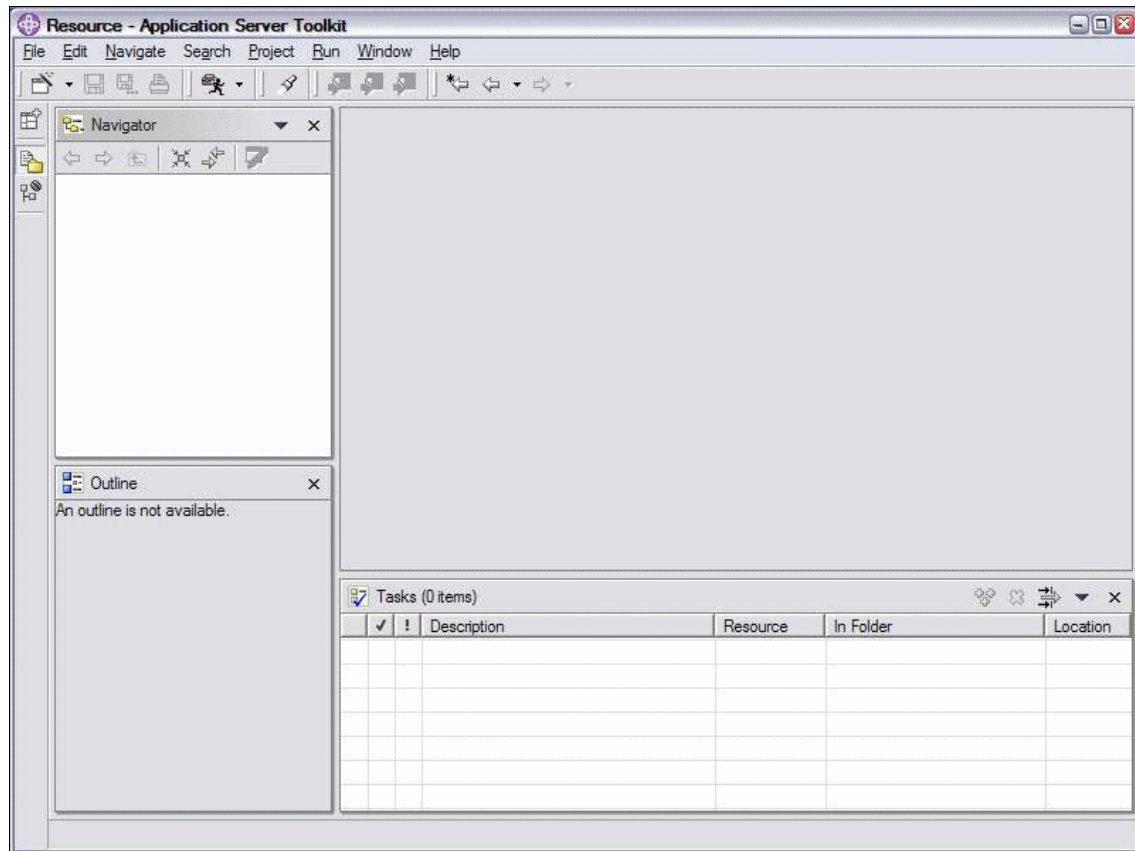 Resource - Application Server Toolkit
File Edit Navigate Search Project Run Window Help
Navigator
Outline
An outline is not available.
Tasks (0 items)
! Description Resource In Folder Location